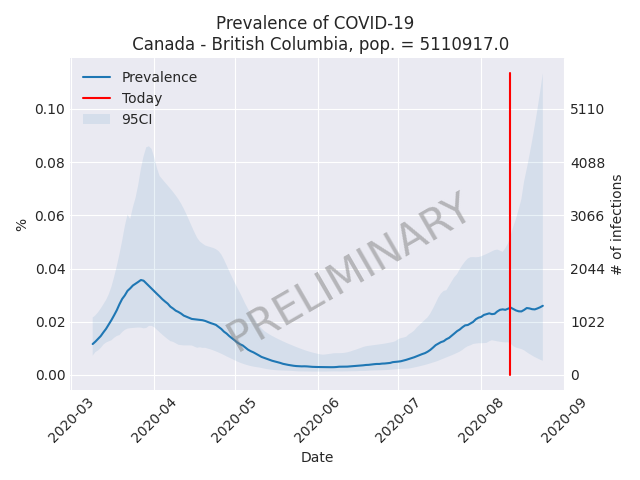 Prevalence of COVID-19
Canada - British Columbia, pop. = 5110917.0
Prevalence
Today
95CI
0.10
0.08
0.06
0.04
0.02
0.00
%
5110
4088
3066
2044
1022
0
# of infections
PRELIMINARY
2020-03
2020-04
2020-05
2020-06
2020-07
2020-08
2020-09
Date